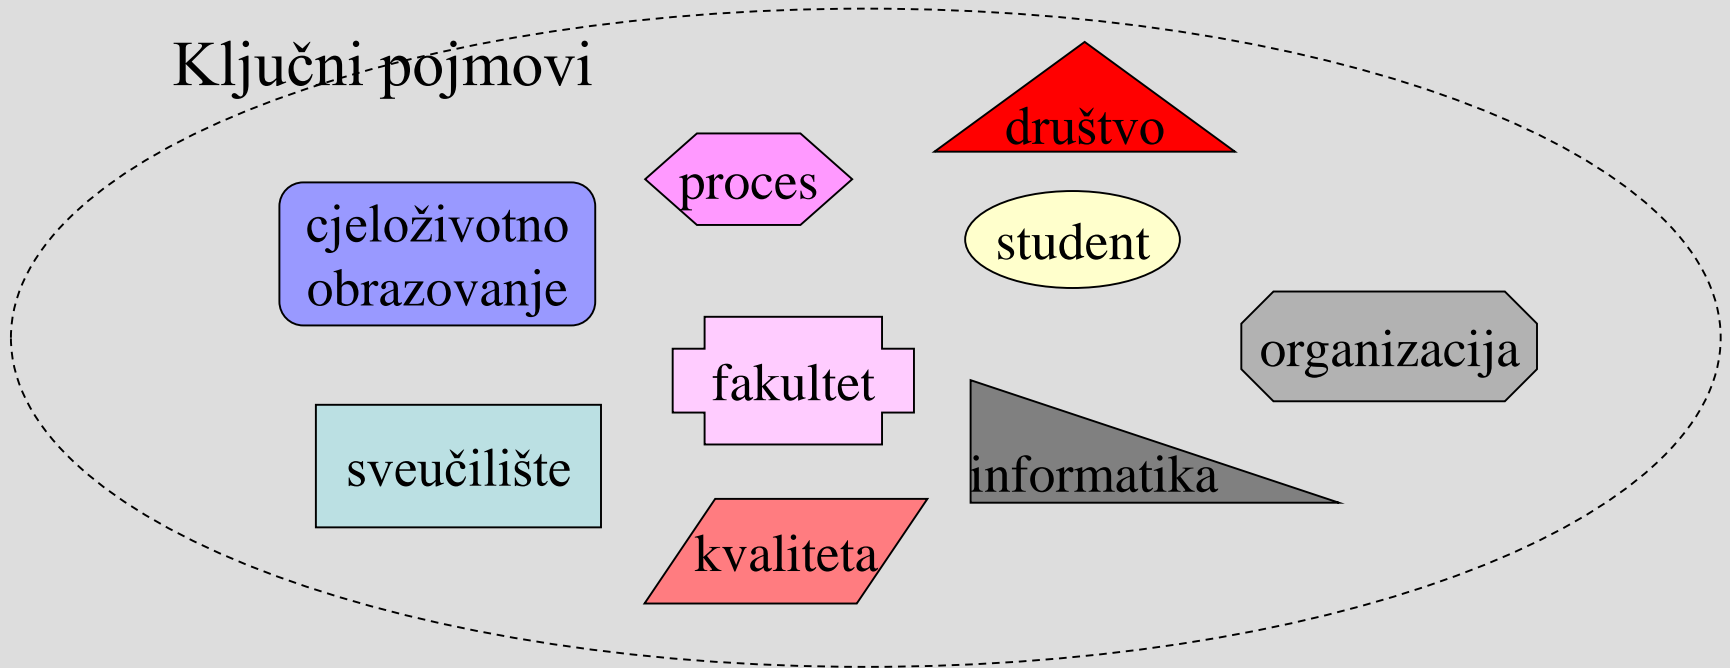 Ključni pojmovi
društvo
proces
cjeloživotno
obrazovanje
student
organizacija
fakultet
sveučilište
informatika
kvaliteta